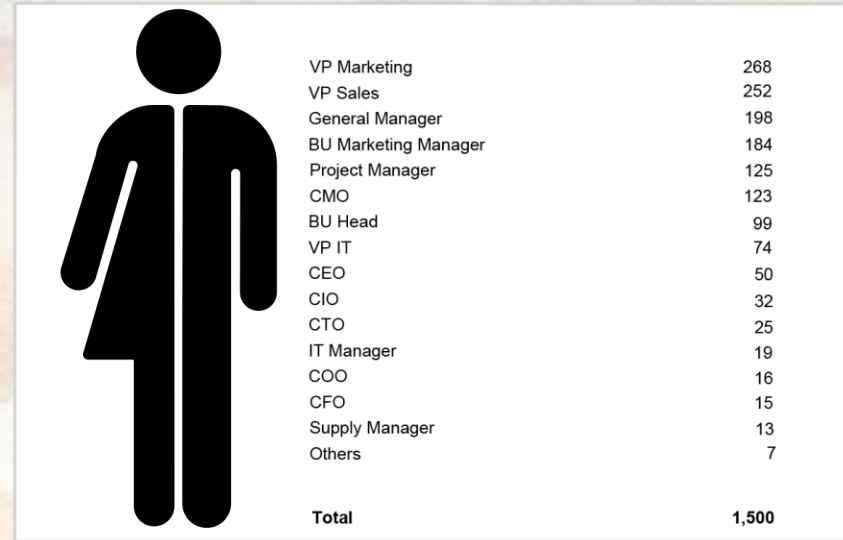 VP Marketing 268
VP Sales 252
General Manager 198
BU Marketing Manager 184
Project Manager 125
CMO 123
BU Head 99
VP IT 74
CEO 50
CIO 32
CTO 25
IT Manager 19
COO 16
CFO 15
Supply Manager 13
Others 7
Total 1,500